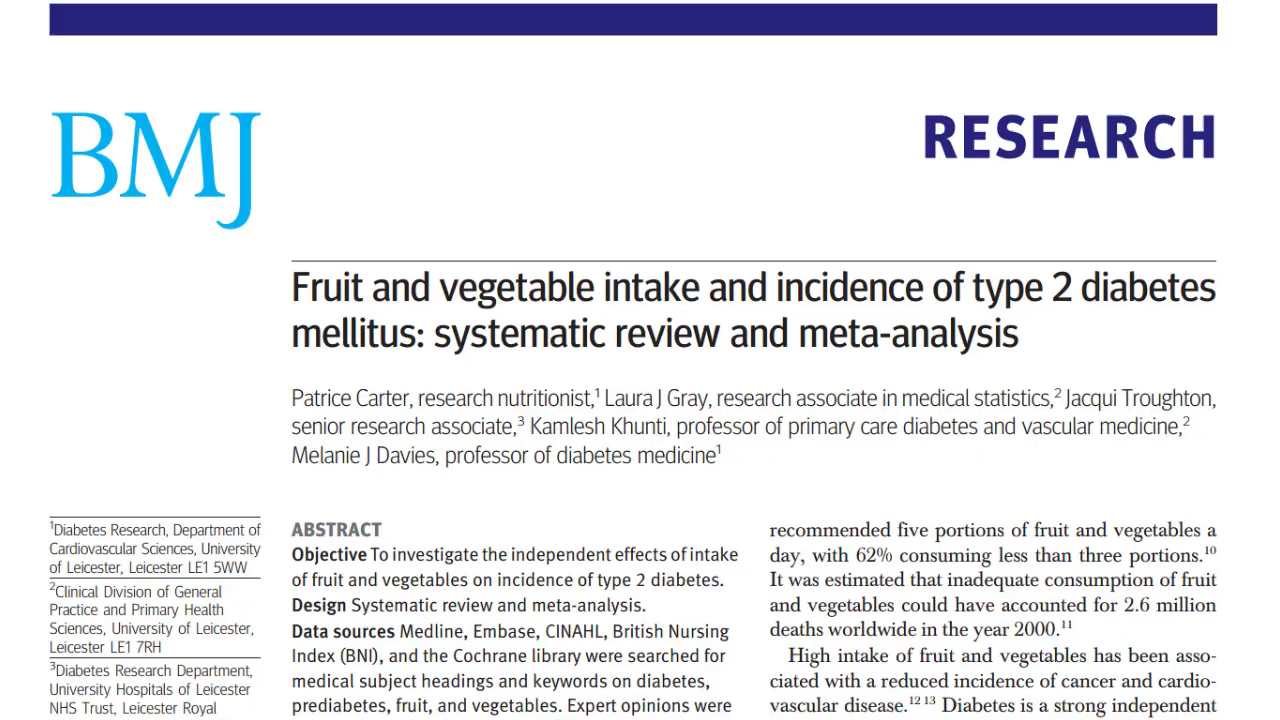 BMJ
RESEARCH
Fruit and vegetable intake and incidence of type 2 diabetes
mellitus: systematic review and meta-analysis
Patrice Carter, research nutritionist,1 Laura J Gray, research associate in medical statistics,2 Jacqui Troughton,
senior research associate,3 Kamlesh Khunti, professor of primary care diabetes and vascular medicine,2
Melanie J Davies, professor of diabetes medicine1
1Diabetes Research, Department of
Cardiovascular Sciences, University
of Leicester, Leicester LE1 5WW
2Clinical Division of General
Practice and Primary Health
Sciences, University of Leicester,
Leicester LE1 7RH
3Diabetes Research Department,
University Hospitals of Leicester
NHS Trust, Leicester Royal
ABSTRACT
Objective To investigate the independent effects of intake
of fruit and vegetables on incidence of type 2 diabetes.
Design Systematic review and meta-analysis.
Data sources Medline, Embase, CINAHL, British Nursing
Index (BNI), and the Cochrane library were searched for
medical subject headings and keywords on diabetes,
prediabetes, fruit, and vegetables. Expert opinions were
recommended five portions of fruit and vegetables a
day, with 62% consuming less than three portions.10
It was estimated that inadequate consumption of fruit
and vegetables could have accounted for 2.6 million
deaths worldwide in the year 2000.11
High intake of fruit and vegetables has been asso-
ciated with a reduced incidence of cancer and cardio-
vascular disease.12 13 Diabetes is a strong independent